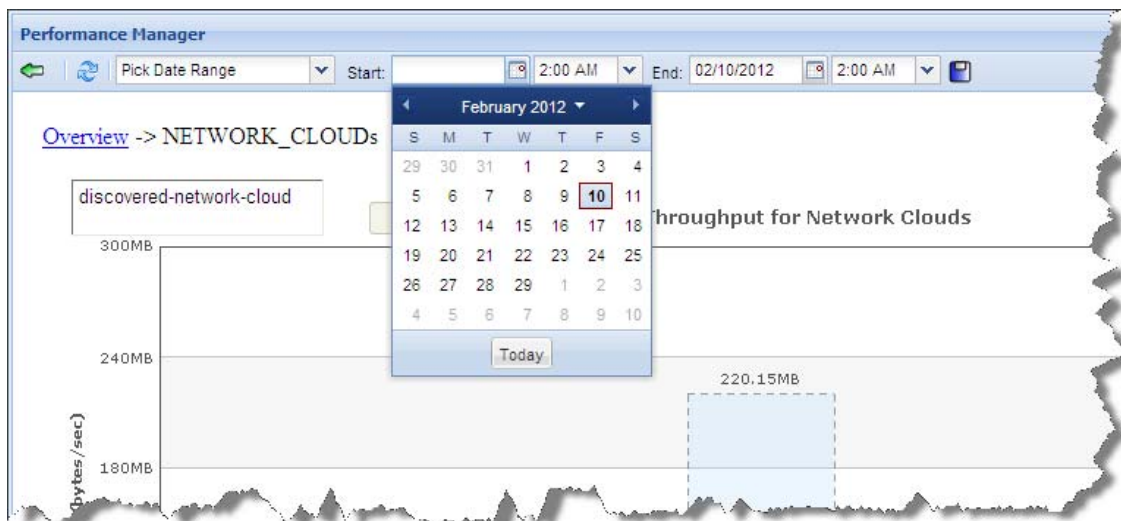 Performance Manager
Pick Date Range Start: 2:00 AM End: 02/10/2012 2:00 AM
February 2012
Overview -> NETWORK_CLOUDs
S M T W T F S
29 30 31 1 2 3 4
discovered-network-cloud
5 6 7 8 9 10 11
hroughput for Network Clouds
12 13 14 15 16 17 18
300MB
19 20 21 22 23 24 25
26 27 28 29 1 2 3
4 5 6 7 8 9 10
Today
240MB
220.15MB
180MB
bytes/sec)